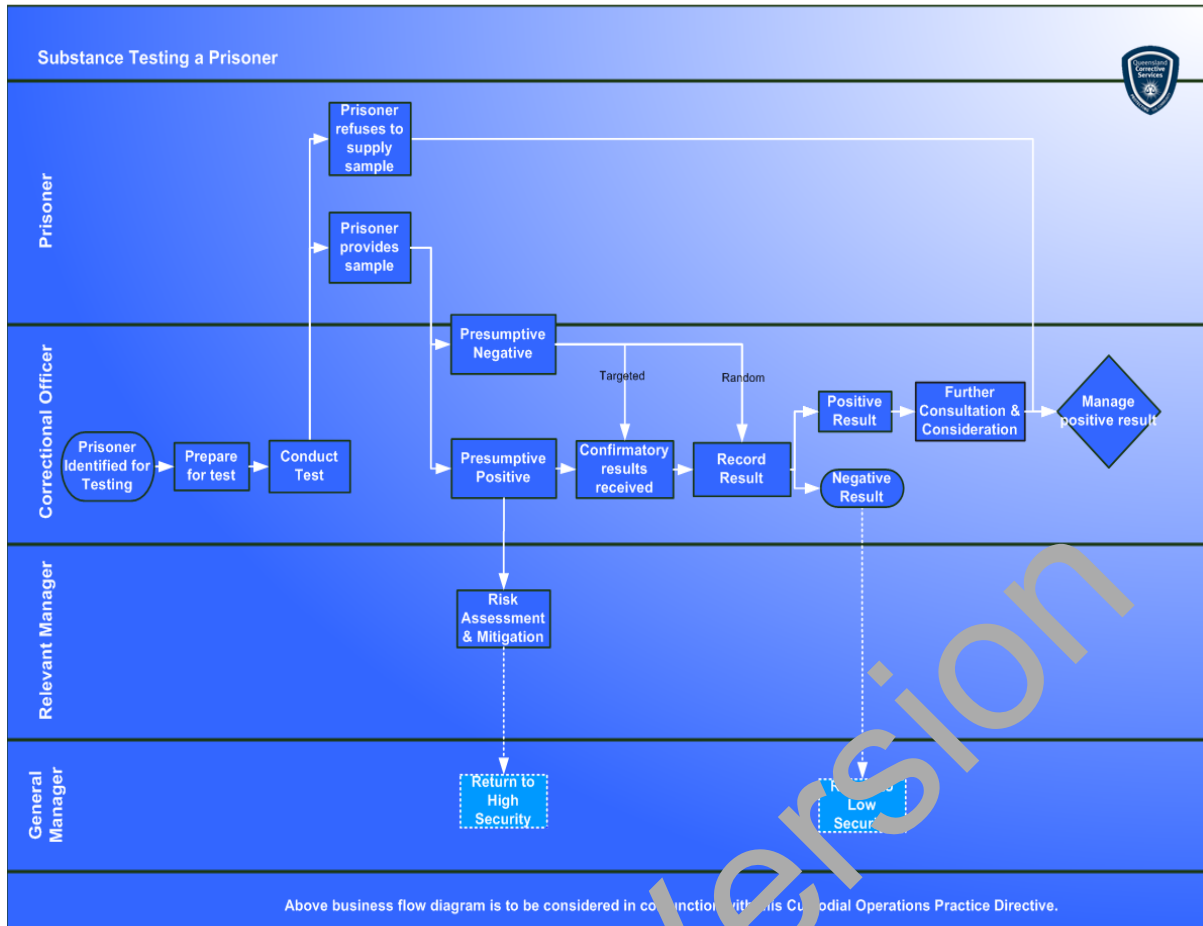 Substance Testing a Prisoner
Queensland
Corrective
Services
Prisoner
Prisoner
refuses to
supply
sample
Prisoner
provides
sample
Correctional Officer
Presumptive
Negative
Targeted
Random
Prisoner
Identified for
Testing
Prepare
for test
Conduct
Test
Presumptive
Positive
Confirmatory
results
received
Record
Result
Positive
Result
Negative
Result
Further
Consultation &
Consideration
Manage
positive result
Relevant Manager
Risk
Assessment
& Mitigation
General
Manager
Return to
High
Security
Low
Version
Above business flow diagram is to be considered in Custodial Operations Practice Directive.